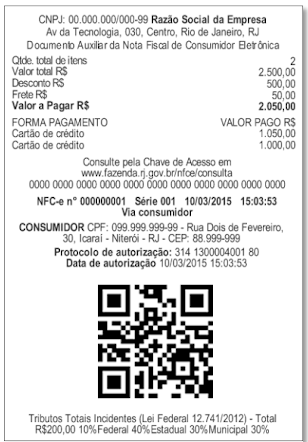 CNPJ: 00.000.000/000-99 Razão Social da Empresa
Av da Tecnologia, 030, Centro, Rio de Janeiro, RJ
Documento Auxiliar da Nota Fiscal de Consumidor Eletrônica
Qtde. total de itens 2
Valor total R$ 2.500,00
Desconto R$ 500,00
Frete R$ 50,00
Valor a Pagar R$ 2.050,00
FORMA PAGAMENTO VALOR PAGO R$
Cartão de crédito 1.050,00
Cartão de crédito 1.000,00
Consulte pela Chave de Acesso em
www.fazenda.rj.gov.br/nfce/consulta
0000 0000 0000 0000 0000 0000 0000 0000 0000 0000 0000
NFC-e n° 000000001 Série 001 10/03/2015 15:03:53
Via consumidor
CONSUMIDOR CPF: 099.999.999-99 - Rua Dois de Fevereiro,
30, Icaraí - Niterói - RJ - CEP: 88.999-999
Protocolo de autorização: 314 1300004001 80
Data de autorização 10/03/2015 15:03:53
Tributos Totais Incidentes (Lei Federal 12.741/2012) - Total
R$200,00 10%Federal 40%Estadual 30%Municipal 30%